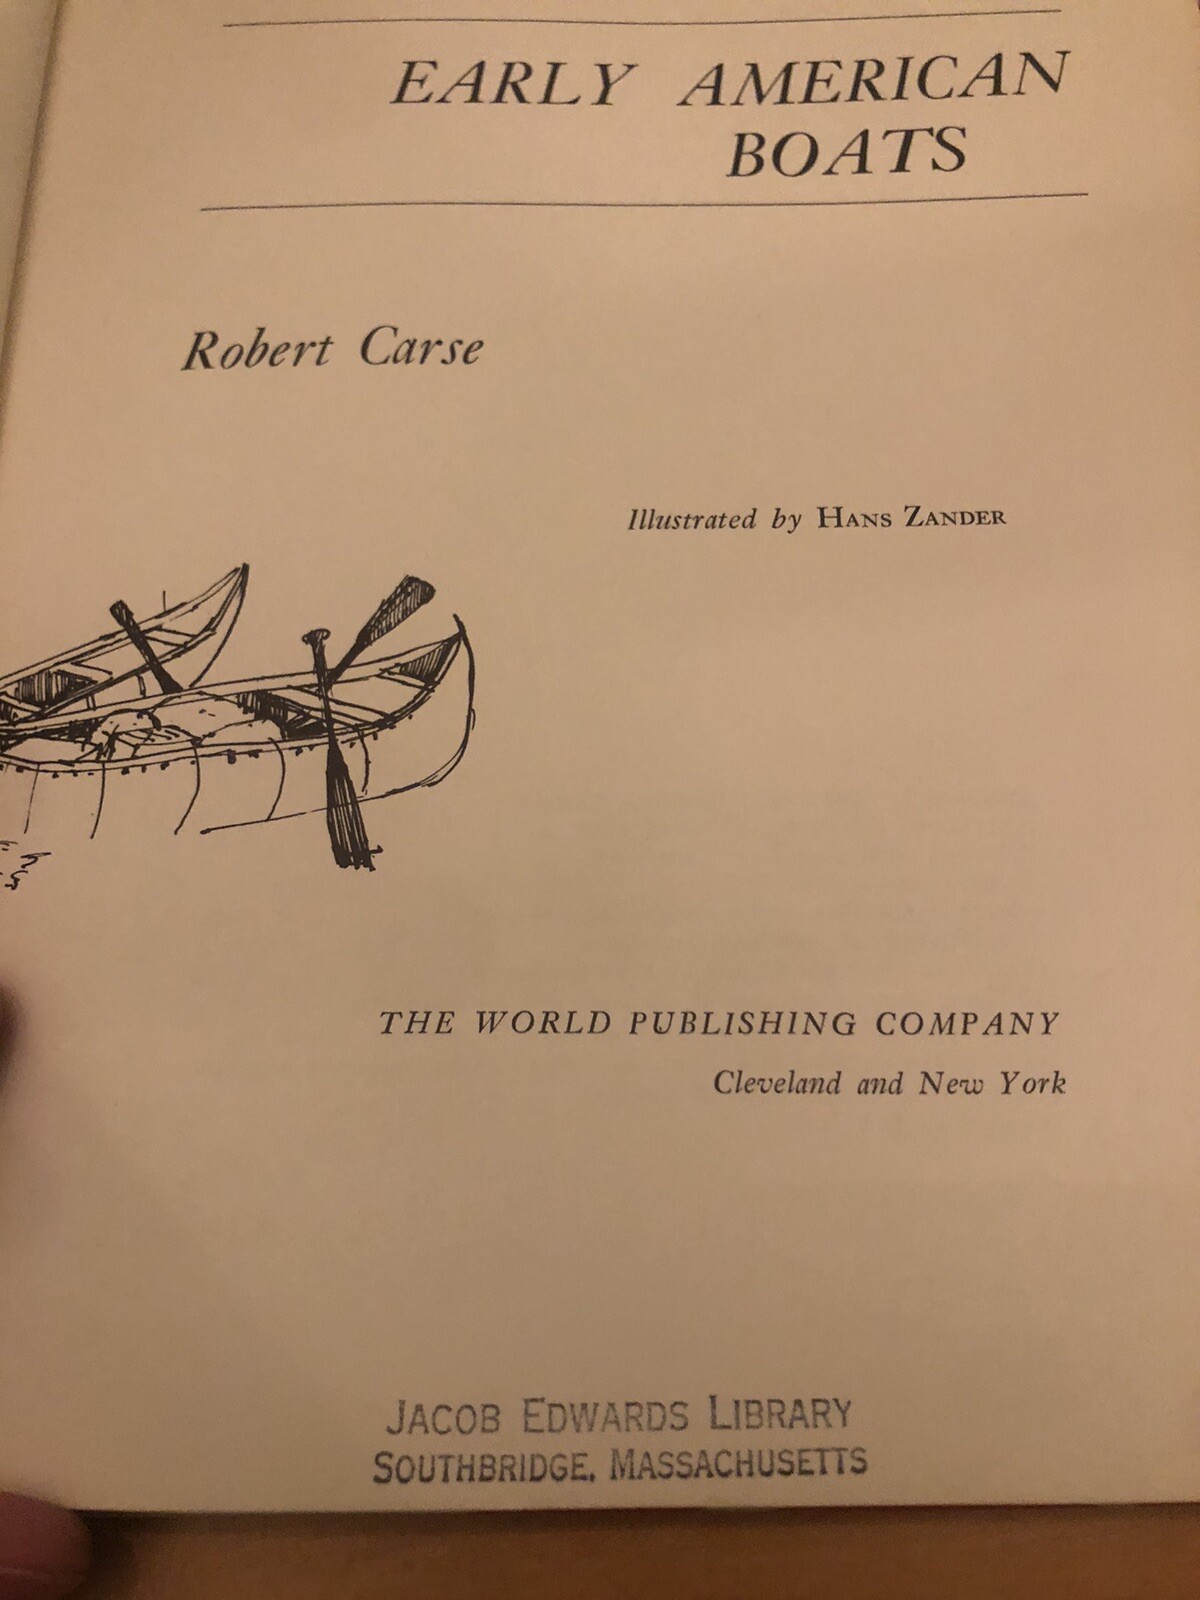 EARLY AMERICAN
BOATS
Robert Carse
Illustrated by HANS ZANDER
THE WORLD PUBLISHING COMPANY
Cleveland and New York
JACOB EDWARDS LIBRARY
SOUTHBRIDGE, MASSACHUSETTS